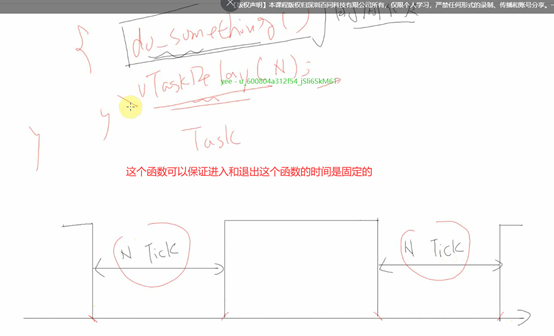 【版权声明】本课程版权归深圳百问网科技有限公司所有，仅限个人学习，严禁任何形式的录制、传播和账号分享。
{ do_something()
vTaskDelay(N);
yee - u_600804a312f54_jSli6SkM6T7
}
}
Task
这个函数可以保证进入和退出这个函数的时间是固定的
N Tick
N Tick